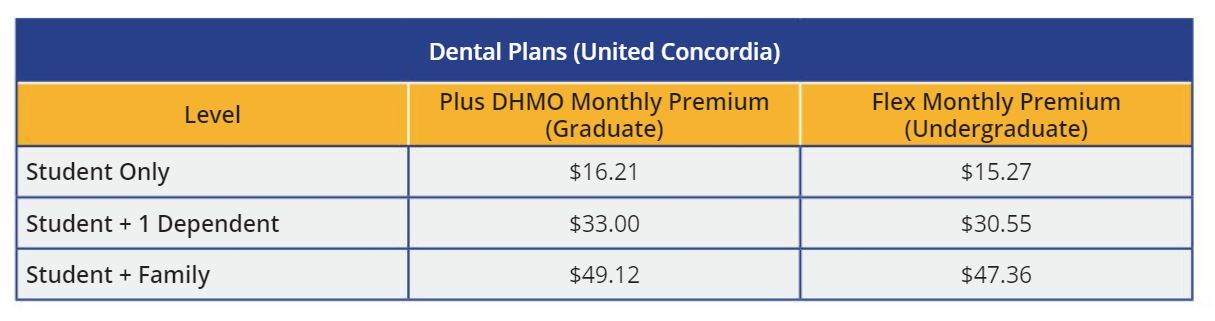 Dental Plans (United Concordia)
Level
Plus DHMO Monthly Premium
(Graduate)
Flex Monthly Premium
(Undergraduate)
Student Only
$16.21
$15.27
Student + 1 Dependent
$33.00
$30.55
Student + Family
$49.12
$47.36